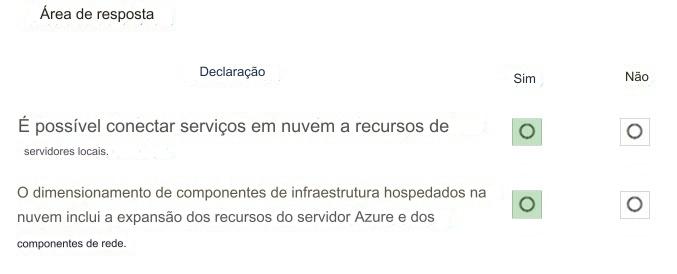 Área de resposta
Declaração
Sim
Não
É possível conectar serviços em nuvem a recursos de
servidores locais.
O dimensionamento de componentes de infraestrutura hospedados na
nuvem inclui a expansão dos recursos do servidor Azure e dos
componentes de rede.